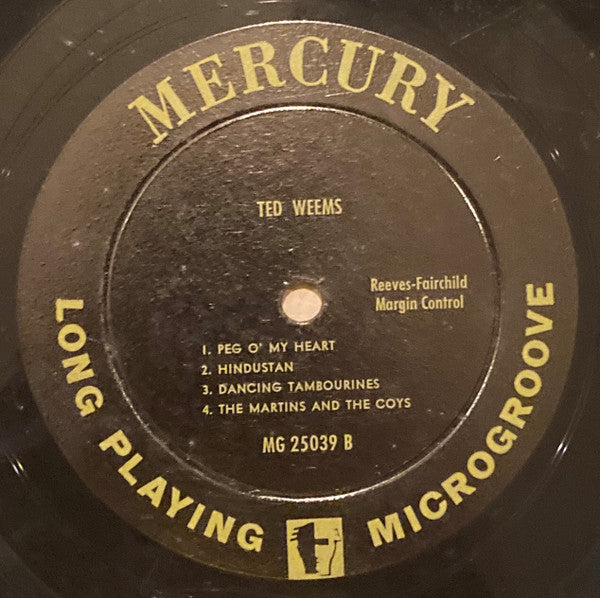 MERCURY
TED WEEMS
Reeves-Fairchild
Margin Control
1. PEG O' MY HEART
2. HINDUSTAN
3. DANCING TAMBOURINES
4. THE MARTINS AND THE COYS
MG 25039 B
LONG PLAYING MICROGROOVE